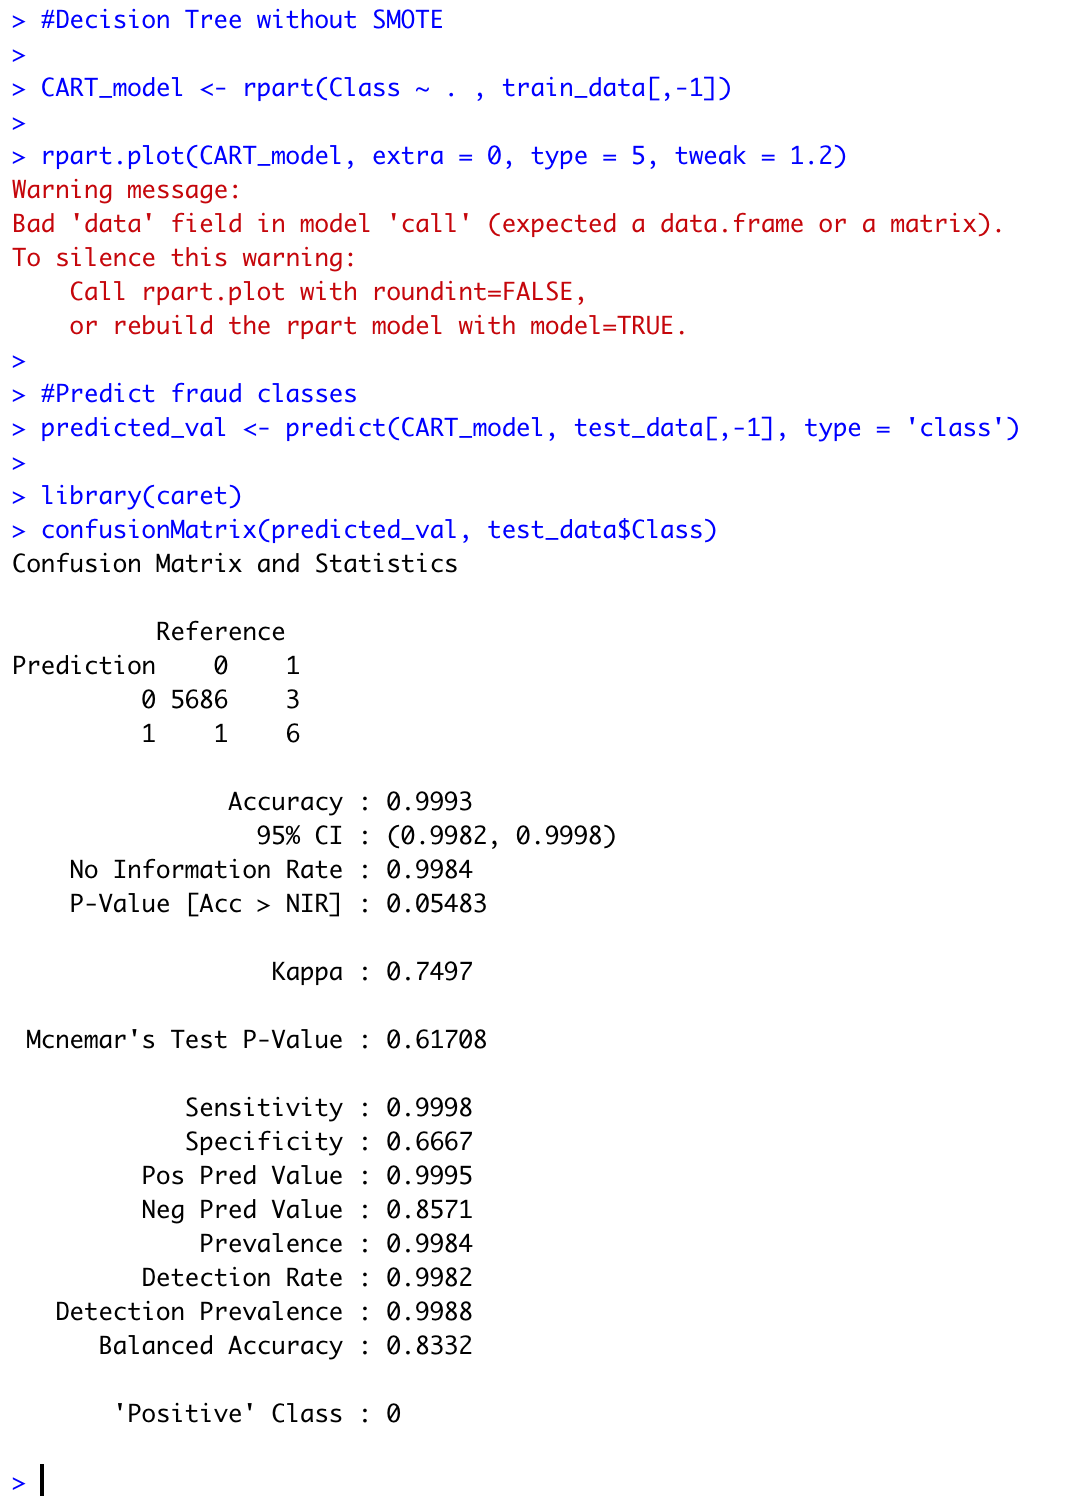 > #Decision Tree without SMOTE
>
> CART_model <- rpart(Class ~ . , train_data[,-1])
>
> rpart.plot(CART_model, extra = 0, type = 5, tweak = 1.2)
Warning message:
Bad 'data' field in model 'call' (expected a data.frame or a matrix).
To silence this warning:
    Call rpart.plot with roundint=FALSE,
    or rebuild the rpart model with model=TRUE.
>
> #Predict fraud classes
> predicted_val <- predict(CART_model, test_data[,-1], type = 'class')
>
> library(caret)
> confusionMatrix(predicted_val, test_data$Class)
Confusion Matrix and Statistics

          Reference
Prediction    0    1
         0 5686    3
         1    1    6

               Accuracy : 0.9993
                 95% CI : (0.9982, 0.9998)
    No Information Rate : 0.9984
    P-Value [Acc > NIR] : 0.05483

                  Kappa : 0.7497

 Mcnemar's Test P-Value : 0.61708

            Sensitivity : 0.9998
            Specificity : 0.6667
         Pos Pred Value : 0.9995
         Neg Pred Value : 0.8571
             Prevalence : 0.9984
         Detection Rate : 0.9982
   Detection Prevalence : 0.9988
      Balanced Accuracy : 0.8332

       'Positive' Class : 0

>